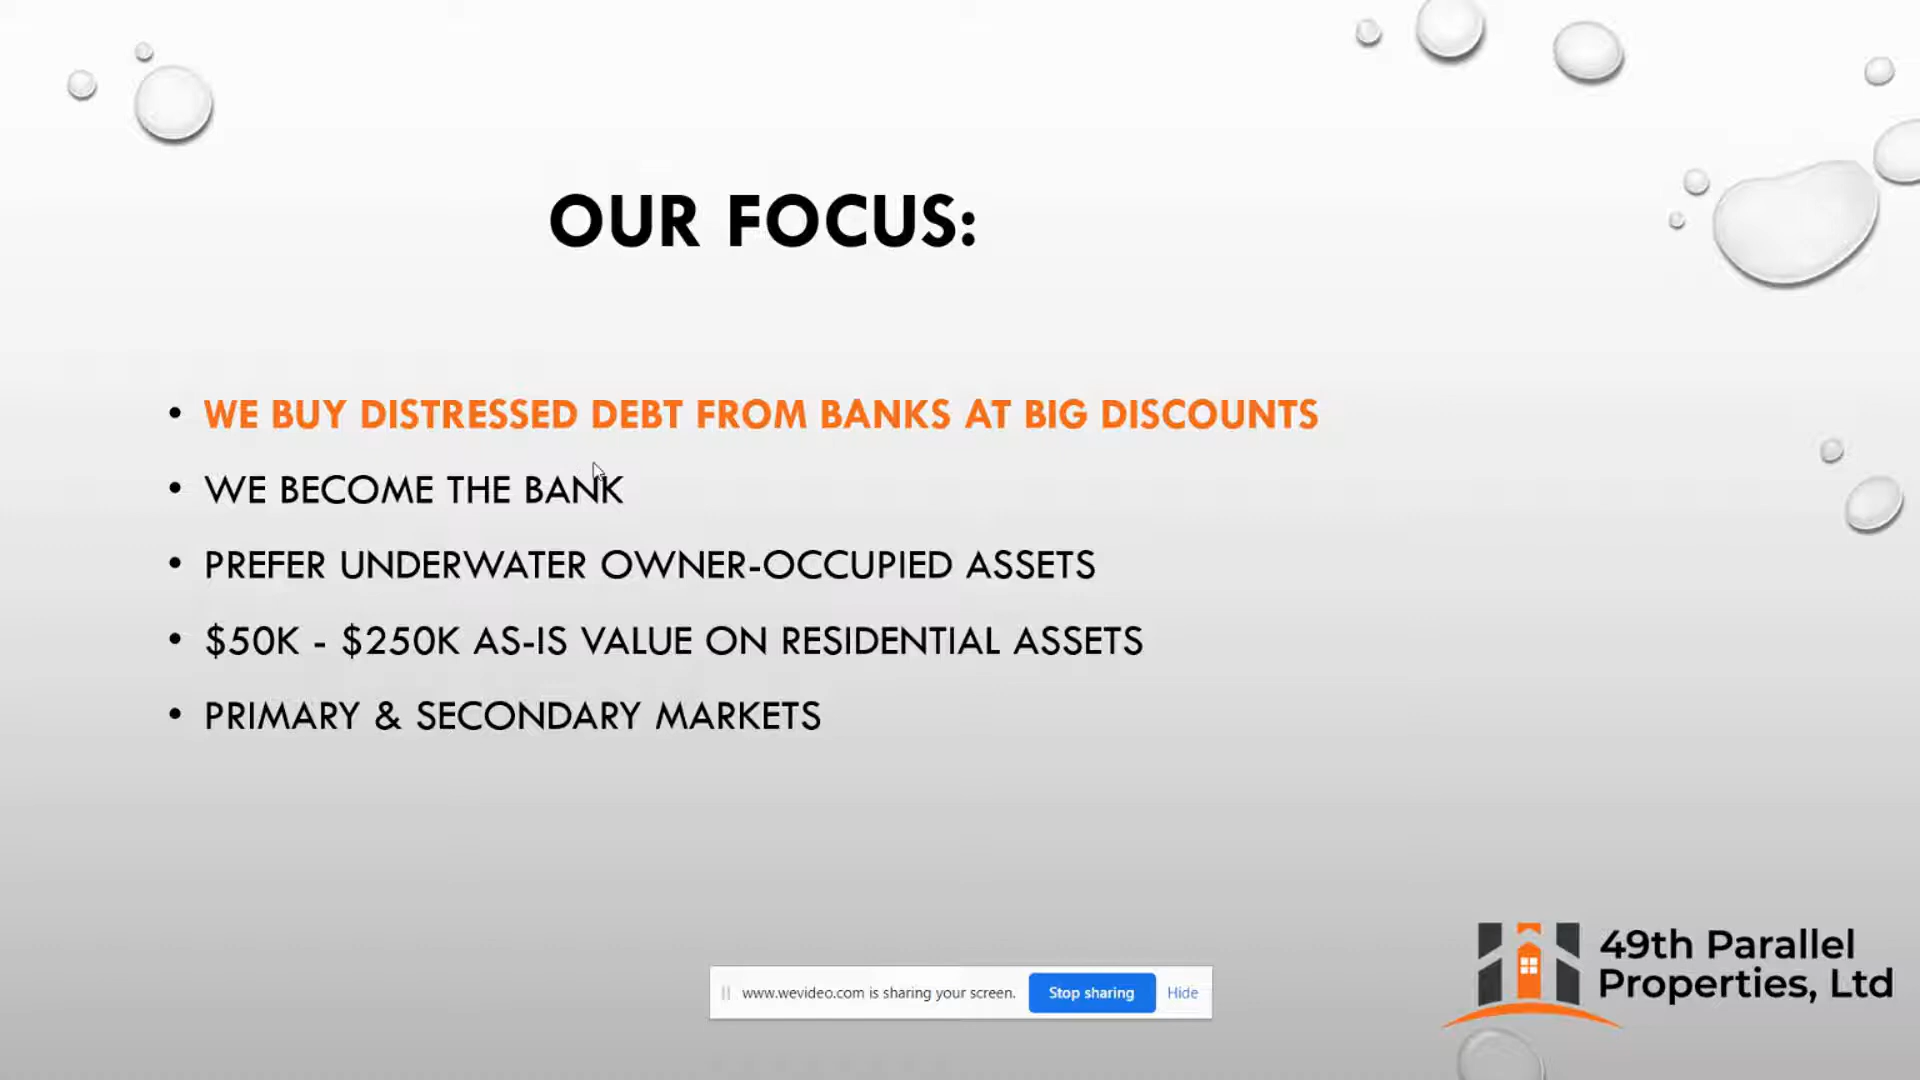 OUR FOCUS:
• WE BUY DISTRESSED DEBT FROM BANKS AT BIG DISCOUNTS
• WE BECOME THE BANK
• PREFER UNDERWATER OWNER-OCCUPIED ASSETS
• $50K - $250K AS-IS VALUE ON RESIDENTIAL ASSETS
• PRIMARY & SECONDARY MARKETS
49th Parallel
Properties, Ltd
www.wevideo.com is sharing your screen. Stop sharing Hide